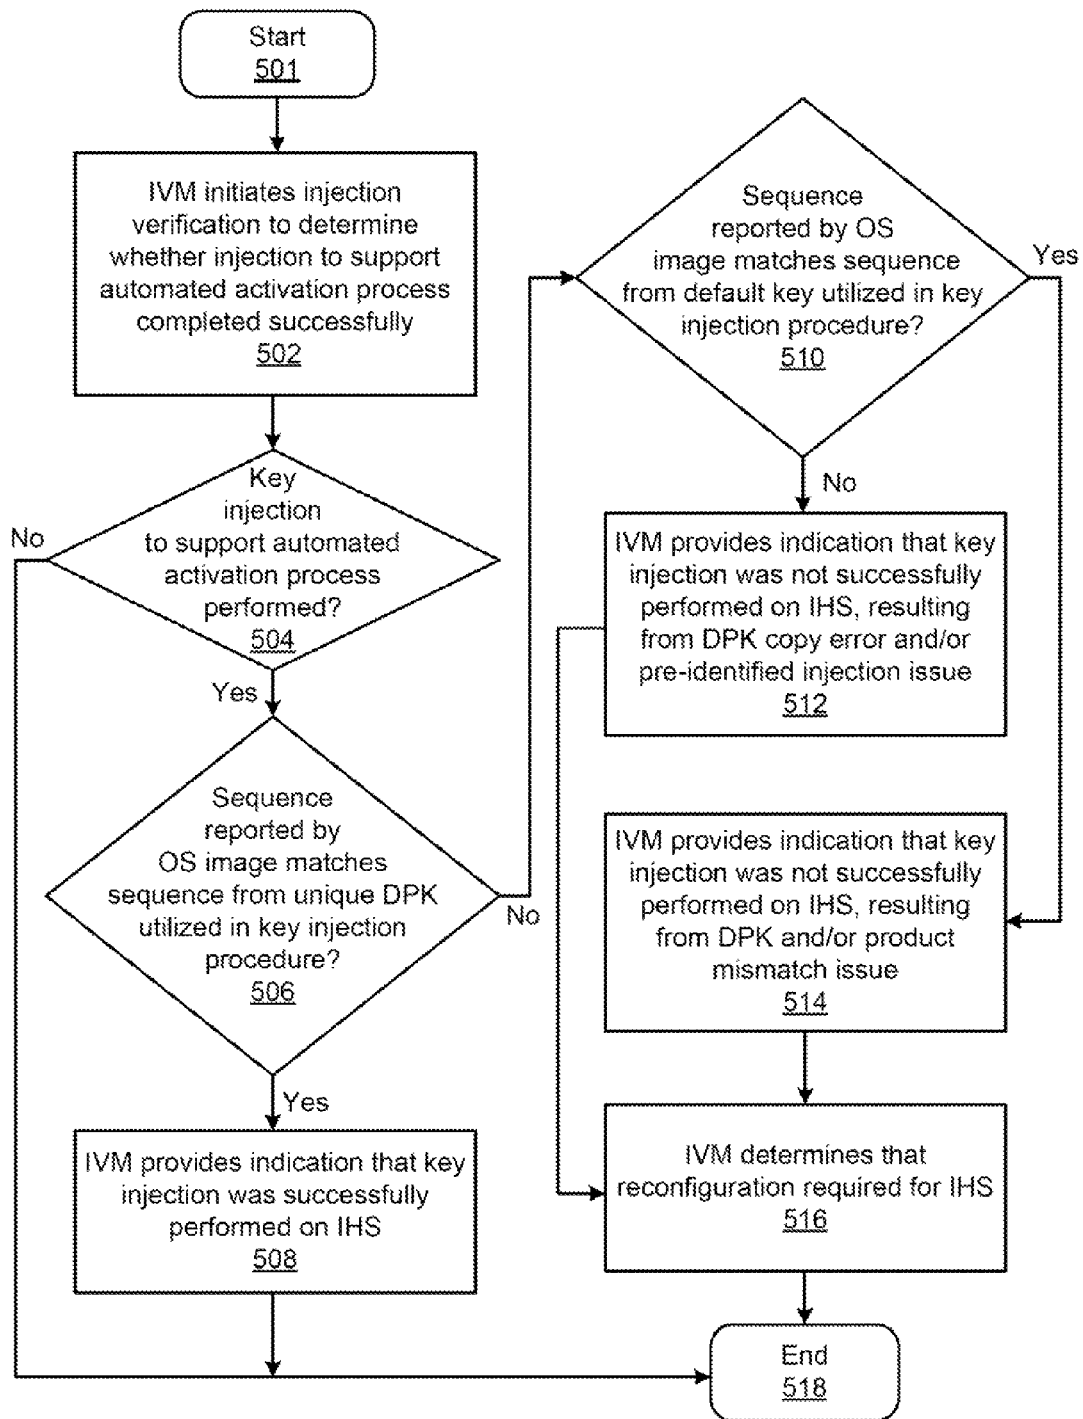 Start
501
IVM initiates injection
verification to determine
whether injection to support
automated activation process
completed successfully
502
Key
injection
to support automated
activation process
performed?
504
No
Yes
Sequence
reported by
OS image matches
sequence from unique DPK
utilized in key injection
procedure?
506
No
Yes
IVM provides indication that key
injection was successfully
performed on IHS
508
Sequence
reported by OS
image matches sequence
from default key utilized in key
injection procedure?
510
Yes
No
IVM provides indication that key
injection was not successfully
performed on IHS, resulting
from DPK copy error and/or
pre-identified injection issue
512
IVM provides indication that key
injection was not successfully
performed on IHS, resulting
from DPK and/or product
mismatch issue
514
IVM determines that
reconfiguration required for IHS
516
End
518